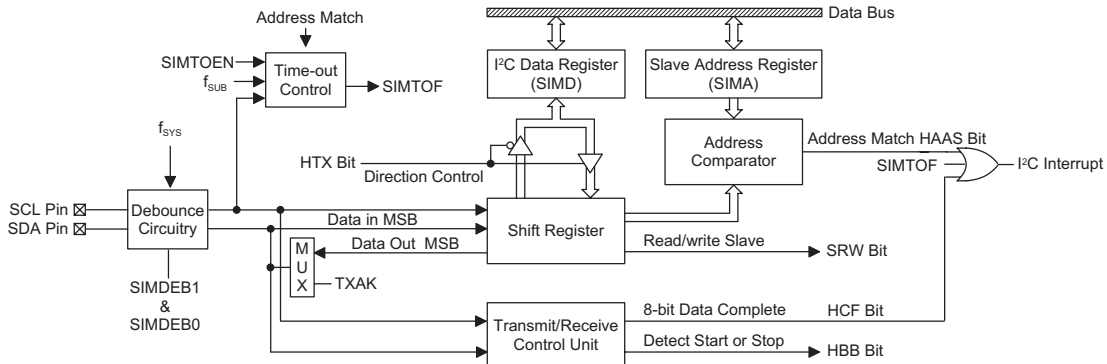 Data Bus
Address Match
SIMTOEN
fSUB
Time-out
Control
SIMTOF
I²C Data Register
(SIMD)
Slave Address Register
(SIMA)
fSYS
HTX Bit
Direction Control
Address
Comparator
Address Match HAAS Bit
SIMTOF
I²C Interrupt
SCL Pin
SDA Pin
Debounce
Circuitry
Data in MSB
Shift Register
Data Out MSB
Read/write Slave
SRW Bit
M
U
X
TXAK
SIMDEB1
&
SIMDEB0
Transmit/Receive
Control Unit
8-bit Data Complete
HCF Bit
Detect Start or Stop
HBB Bit